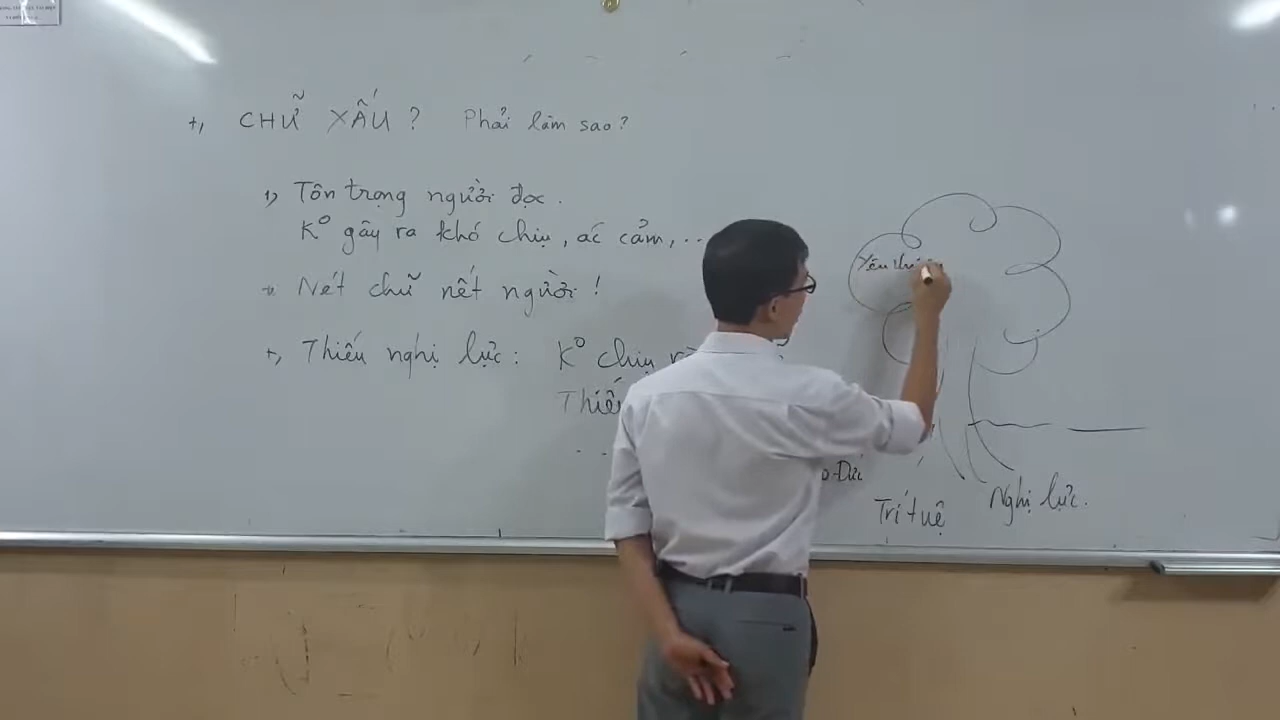 +, CHỮ XẤU? Phải làm sao?
1, Tôn trọng người đọc.
K° gây ra khó chịu, ác cảm, ...
Nét chữ nết người!
+, Thiếu nghị lực: K° chịu
Thiếu
Trí tuệ
Nghị lực.